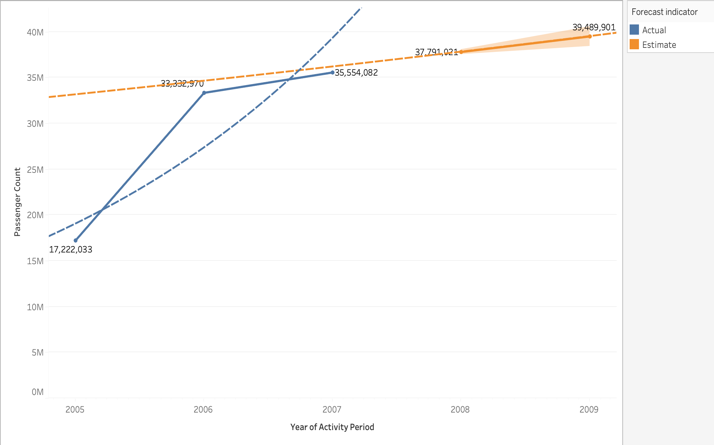 Forecast indicator
Actual
Estimate
Passenger Count
40M
35M
30M
25M
20M
15M
10M
5M
0M
17,222,033
33,332,970
35,554,082
37,791,021
39,489,901
2005
2006
2007
2008
2009
Year of Activity Period